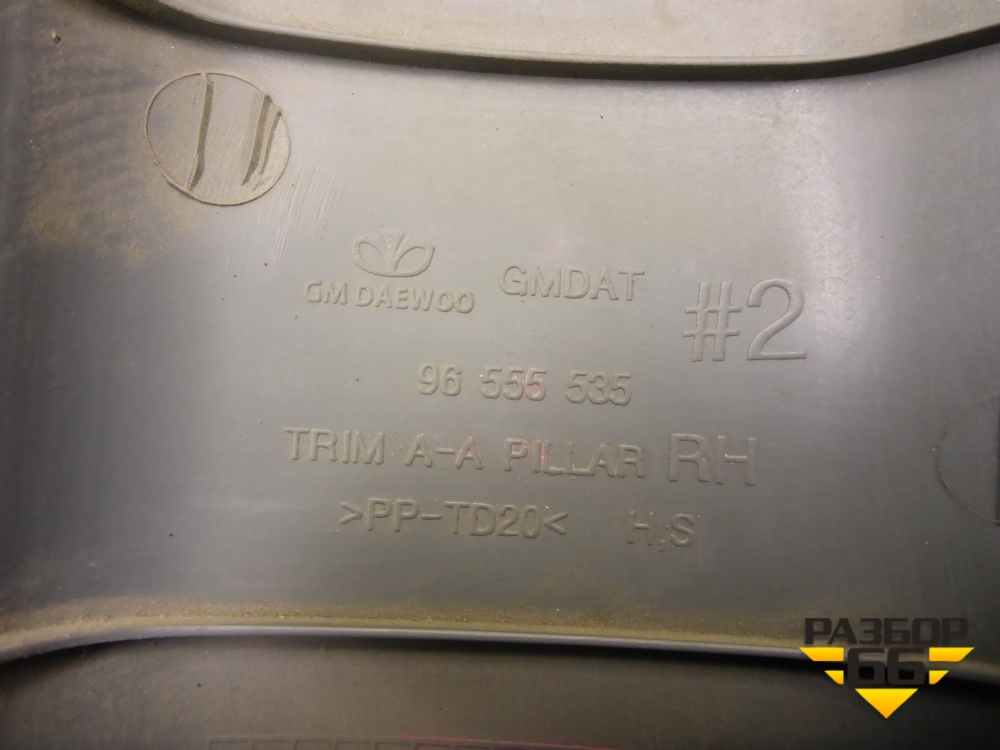 GM DAEWOO GMDAT
#2
96 555 535
TRIM A-A PILLAR RH
>PP-TD20< H,S
РАЗБОР
66